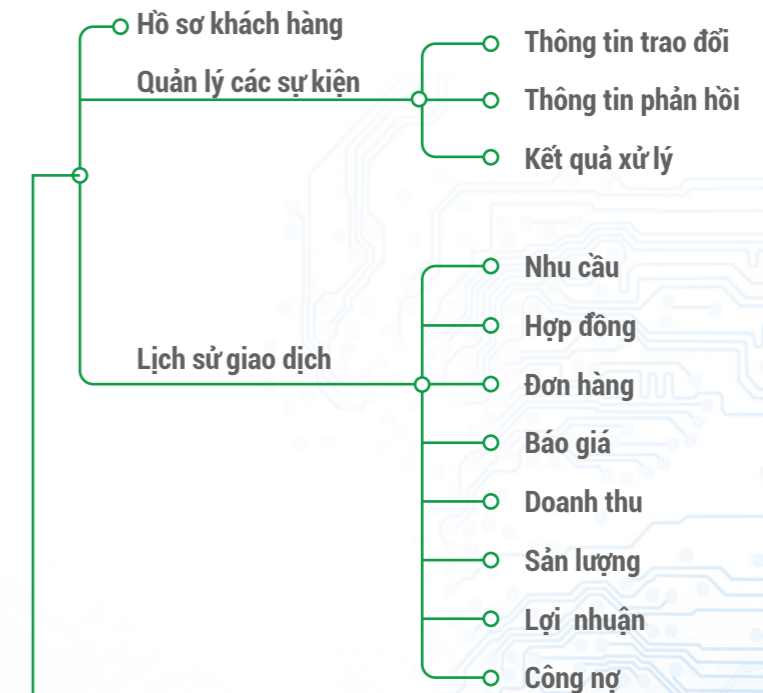 Hồ sơ khách hàng
Quản lý các sự kiện
Thông tin trao đổi
Thông tin phản hồi
Kết quả xử lý
Lịch sử giao dịch
Nhu cầu
Hợp đồng
Đơn hàng
Báo giá
Doanh thu
Sản lượng
Lợi nhuận
Công nợ